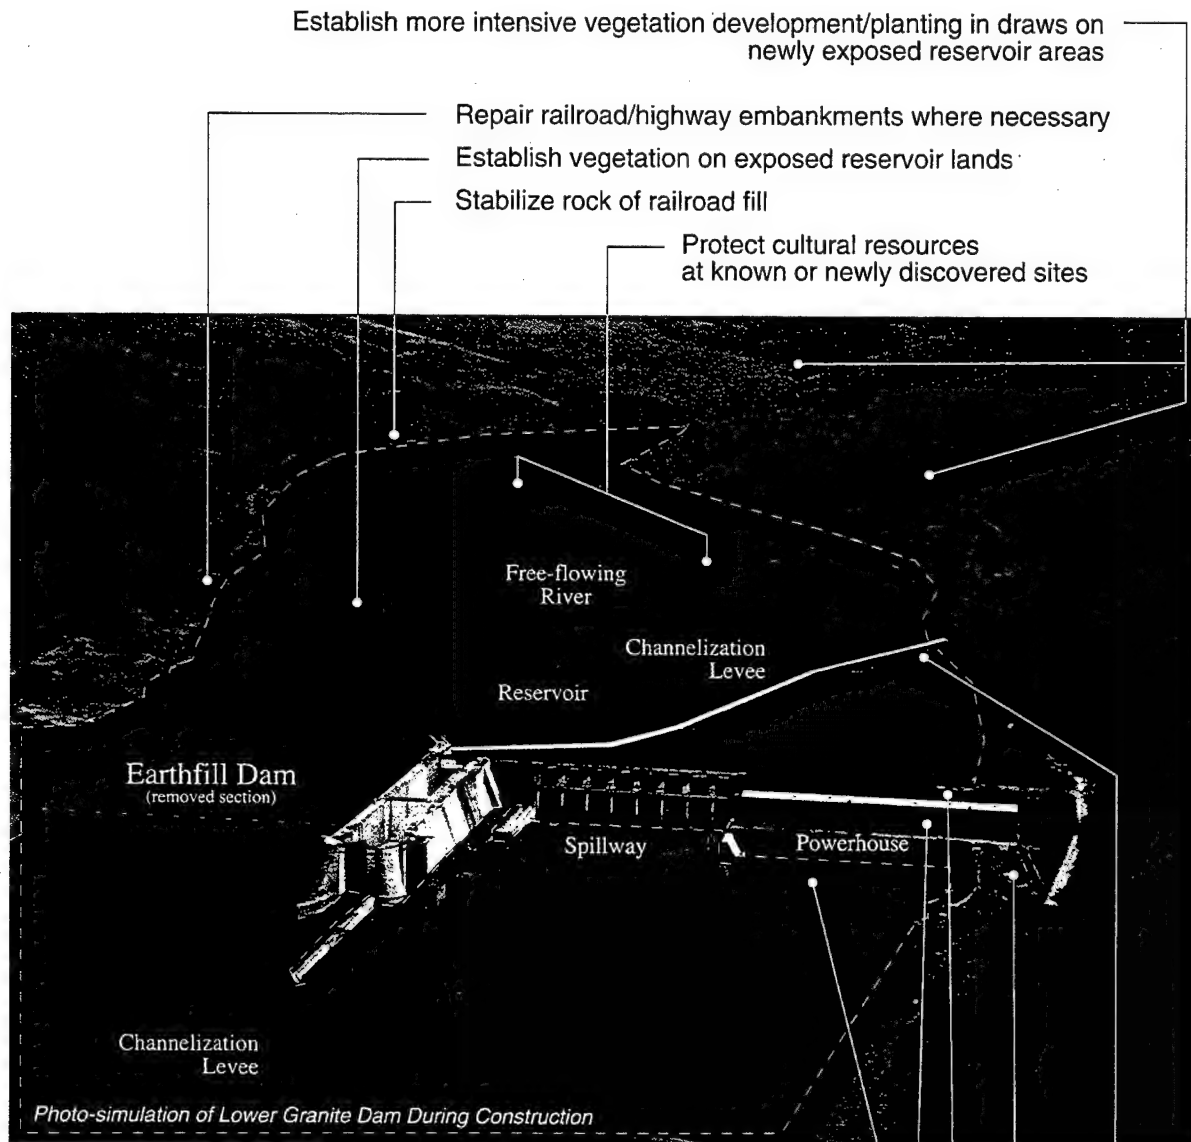 Establish more intensive vegetation development/planting in draws on
newly exposed reservoir areas
Repair railroad/highway embankments where necessary
Establish vegetation on exposed reservoir lands
Stabilize rock of railroad fill
Protect cultural resources
at known or newly discovered sites
Free-flowing
River
Channelization
Levee
Reservoir
Earthfill Dam
(removed section)
Spillway
Powerhouse
Channelization
Levee
Photo-simulation of Lower Granite Dam During Construction